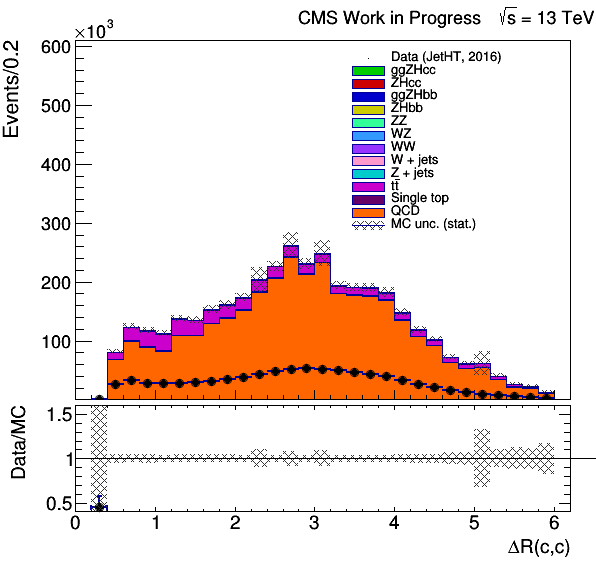 CMS Work in Progress √s = 13 TeV
×10³
Events/0.2
600
500
400
300
200
100
Data (JetHT, 2016)
ggZHcc
ZHcc
ggZHbb
ZHbb
ZZ
WZ
WW
W + jets
Z + jets
tt̄
Single top
QCD
MC unc. (stat.)
Data/MC
1.5
1
0.5
0 1 2 3 4 5 6
ΔR(c,c)